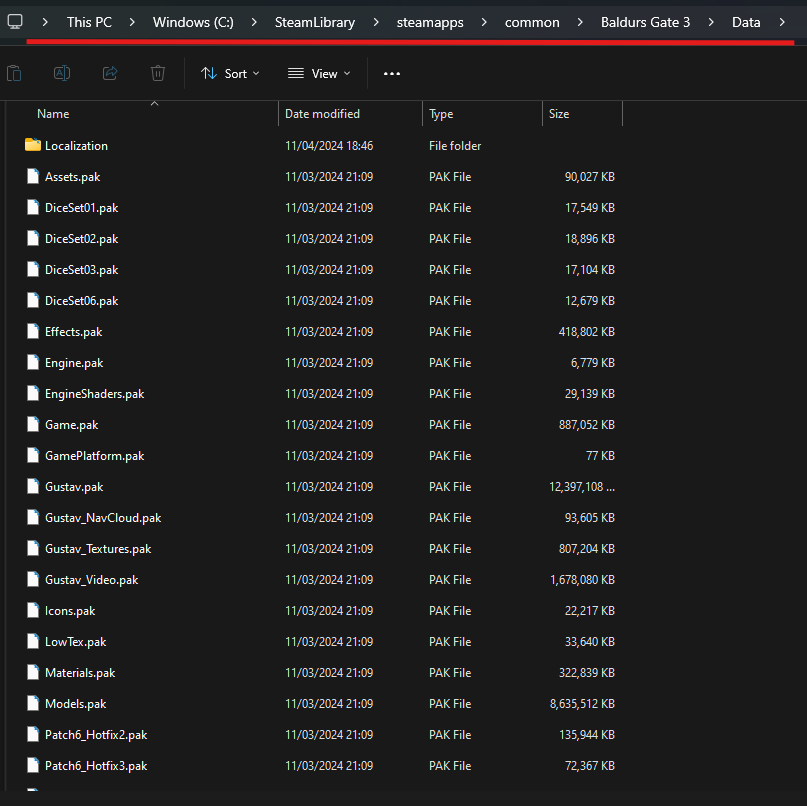 This PC > Windows (C:) > SteamLibrary > steamapps > common > Baldurs Gate 3 > Data >
Sort View
Name Date modified Type Size
Localization 11/04/2024 18:46 File folder
Assets.pak 11/03/2024 21:09 PAK File 90,027 KB
DiceSet01.pak 11/03/2024 21:09 PAK File 17,549 KB
DiceSet02.pak 11/03/2024 21:09 PAK File 18,896 KB
DiceSet03.pak 11/03/2024 21:09 PAK File 17,104 KB
DiceSet06.pak 11/03/2024 21:09 PAK File 12,679 KB
Effects.pak 11/03/2024 21:09 PAK File 418,802 KB
Engine.pak 11/03/2024 21:09 PAK File 6,779 KB
EngineShaders.pak 11/03/2024 21:09 PAK File 29,139 KB
Game.pak 11/03/2024 21:09 PAK File 887,052 KB
GamePlatform.pak 11/03/2024 21:09 PAK File 77 KB
Gustav.pak 11/03/2024 21:09 PAK File 12,397,108 ...
Gustav_NavCloud.pak 11/03/2024 21:09 PAK File 93,605 KB
Gustav_Textures.pak 11/03/2024 21:09 PAK File 807,204 KB
Gustav_Video.pak 11/03/2024 21:09 PAK File 1,678,080 KB
Icons.pak 11/03/2024 21:09 PAK File 22,217 KB
LowTex.pak 11/03/2024 21:09 PAK File 33,640 KB
Materials.pak 11/03/2024 21:09 PAK File 322,839 KB
Models.pak 11/03/2024 21:09 PAK File 8,635,512 KB
Patch6_Hotfix2.pak 11/03/2024 21:09 PAK File 135,944 KB
Patch6_Hotfix3.pak 11/03/2024 21:09 PAK File 72,367 KB